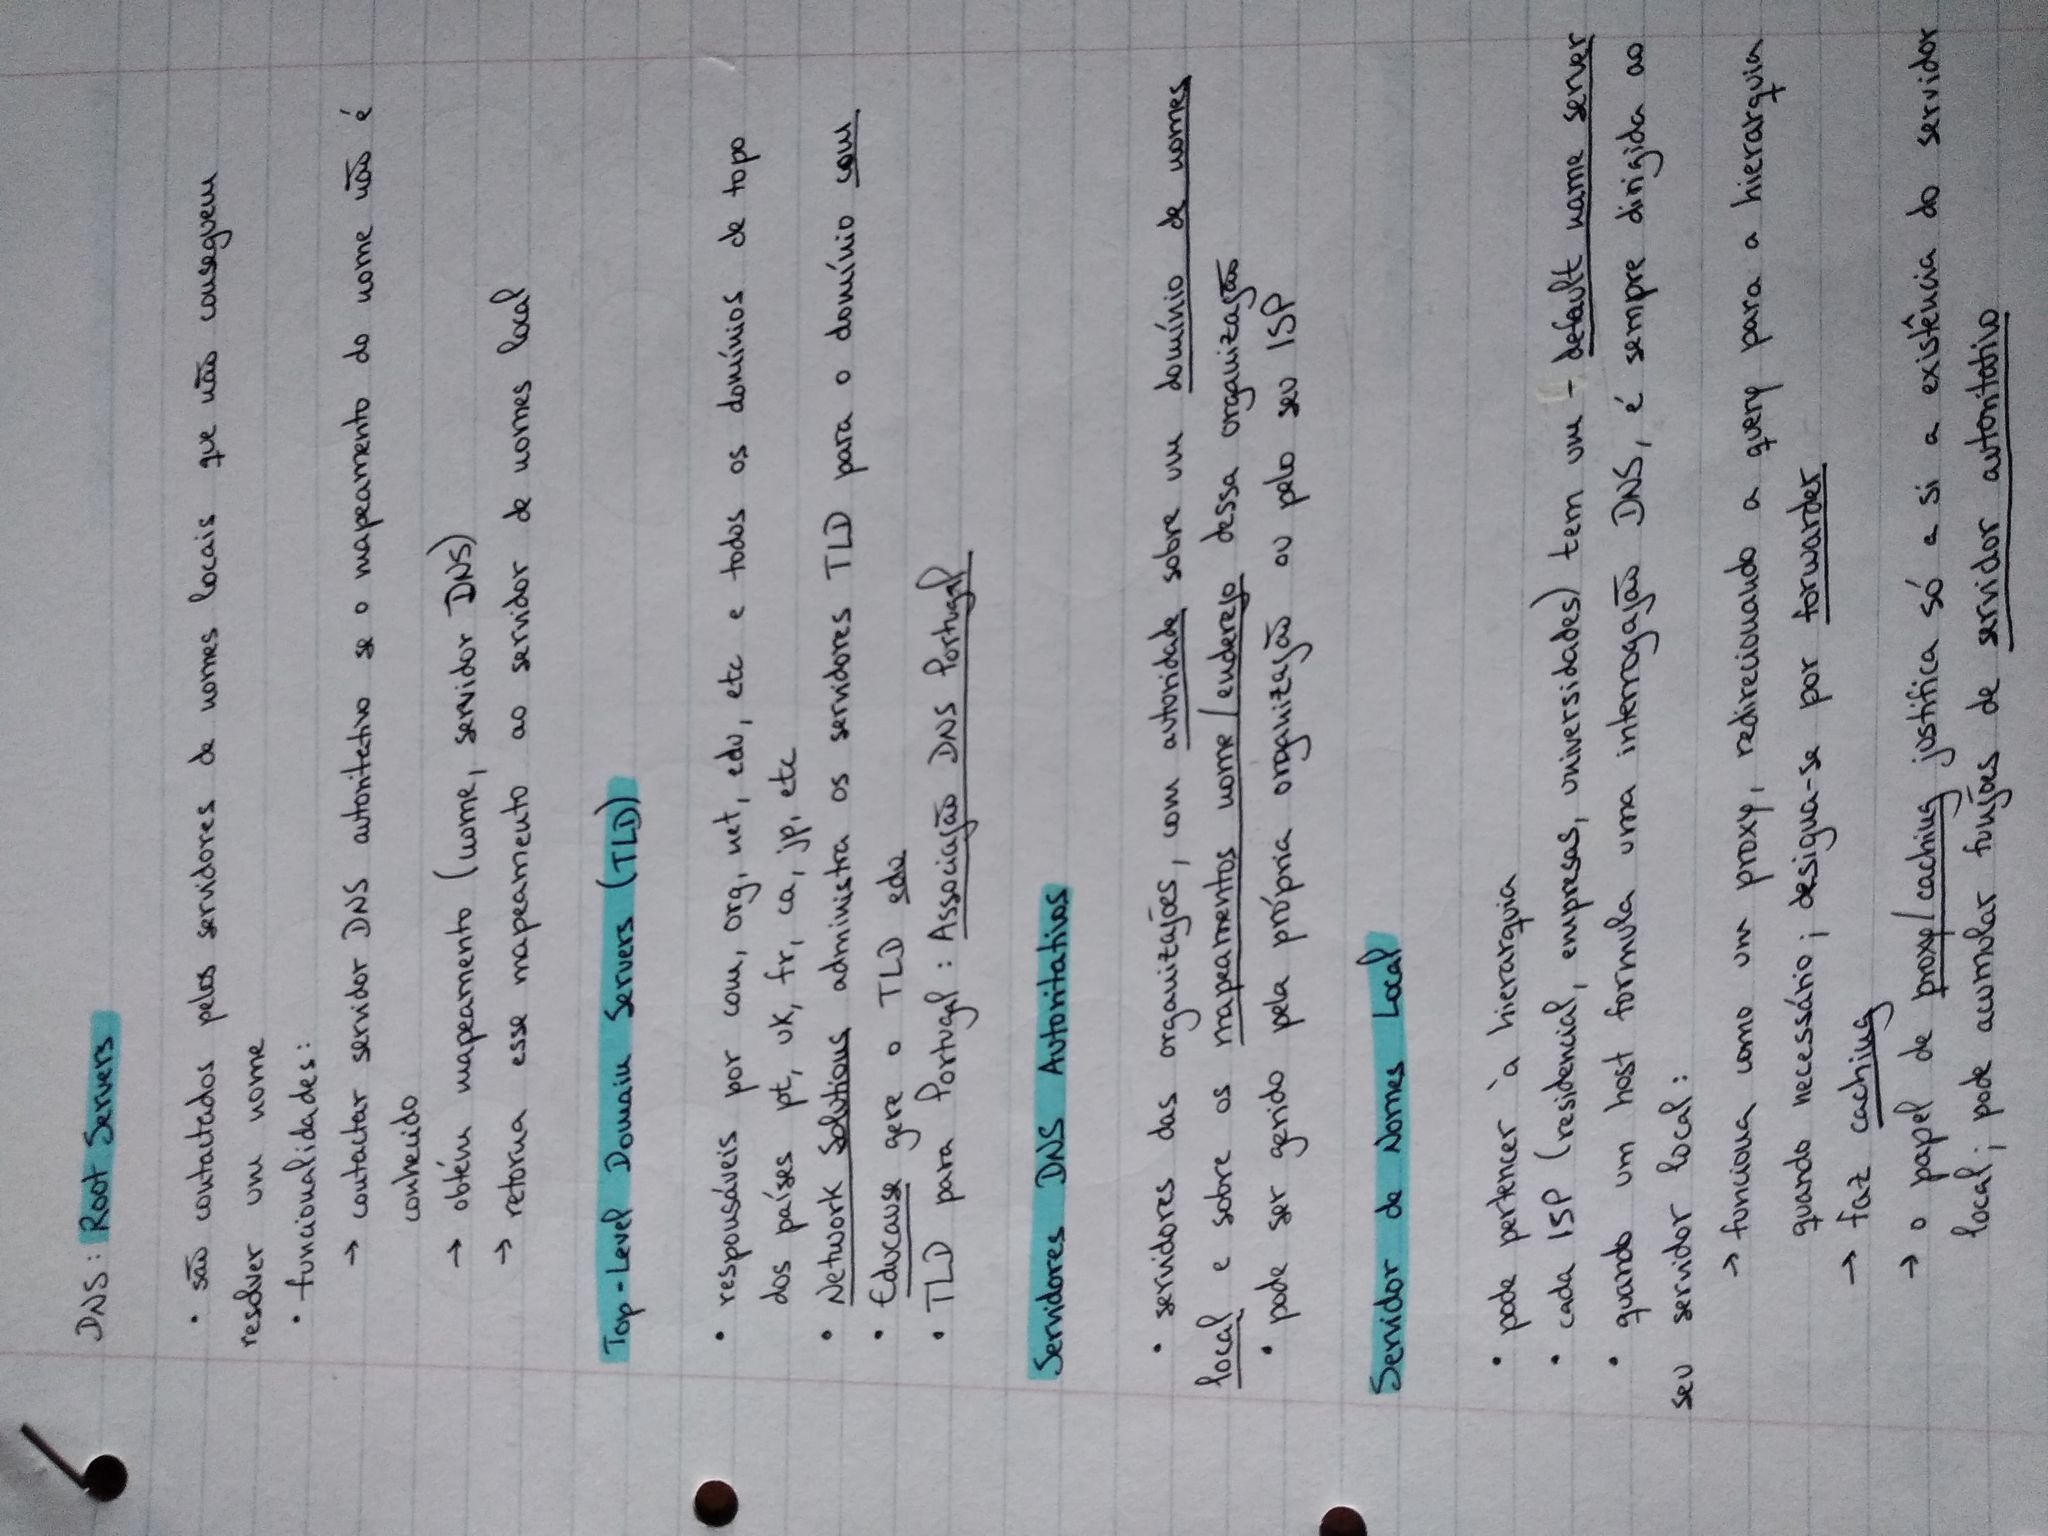 DNS: Root Servers
• são contactados pelos servidores de nomes locais que não conseguem
resolver um nome
• funcionalidades:
→ contactar servidor DNS autoritativo se o mapeamento do nome não é
conhecido
→ obtém mapeamento (nome, servidor DNS)
→ retorna esse mapeamento ao servidor de nomes local
Top-Level Domain Servers (TLD)
• responsáveis por com, org, net, edu, etc e todos os domínios de topo
dos países pt, uk, fr, ca, jp, etc
• Network Solutions administra os servidores TLD para o domínio com
• Educause gere o TLD edu
• TLD para Portugal: Associação DNS Portugal
Servidores DNS Autoritativos
• servidores das organizações, com autoridade sobre um domínio de nomes
local e sobre os mapeamentos nome/endereço dessa organização
• pode ser gerido pela própria organização ou pelo seu ISP
Servidor de Nomes Local
• pode pertencer à hierarquia
• cada ISP (residencial, empresas, universidades) tem um - default name server
• quando um host formula uma interrogação DNS, é sempre dirigida ao
seu servidor local:
→ funciona como um proxy, redirecionando a query para a hierarquia
quando necessário; designa-se por forwarder
→ faz caching
→ o papel de proxy/caching justifica só a si a existência do servidor
local; pode acumular funções de servidor autoritativo